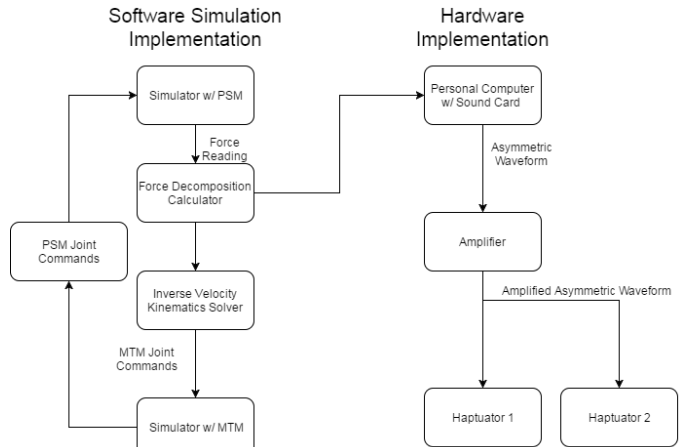 Software Simulation
Implementation
Hardware
Implementation
Simulator w/ PSM
Personal Computer
w/ Sound Card
Force
Reading
Asymmetric
Waveform
Force Decomposition
Calculator
PSM Joint
Commands
Amplifier
Inverse Velocity
Kinematics Solver
Amplified Asymmetric Waveform
MTM Joint
Commands
Simulator w/ MTM
Haptuator 1
Haptuator 2